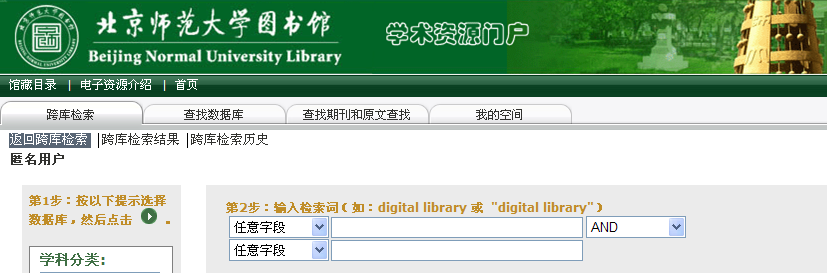 北京师范大学图书馆
Beijing Normal University Library
学术资源门户
馆藏目录 | 电子资源介绍 | 首页
跨库检索 查找数据库 查找期刊和原文查找 我的空间
返回跨库检索 |跨库检索结果 |跨库检索历史
匿名用户
第1步：按以下提示选择
数据库，然后点击 。
学科分类:
第2步：输入检索词（如：digital library 或 "digital library"）
任意字段 AND
任意字段